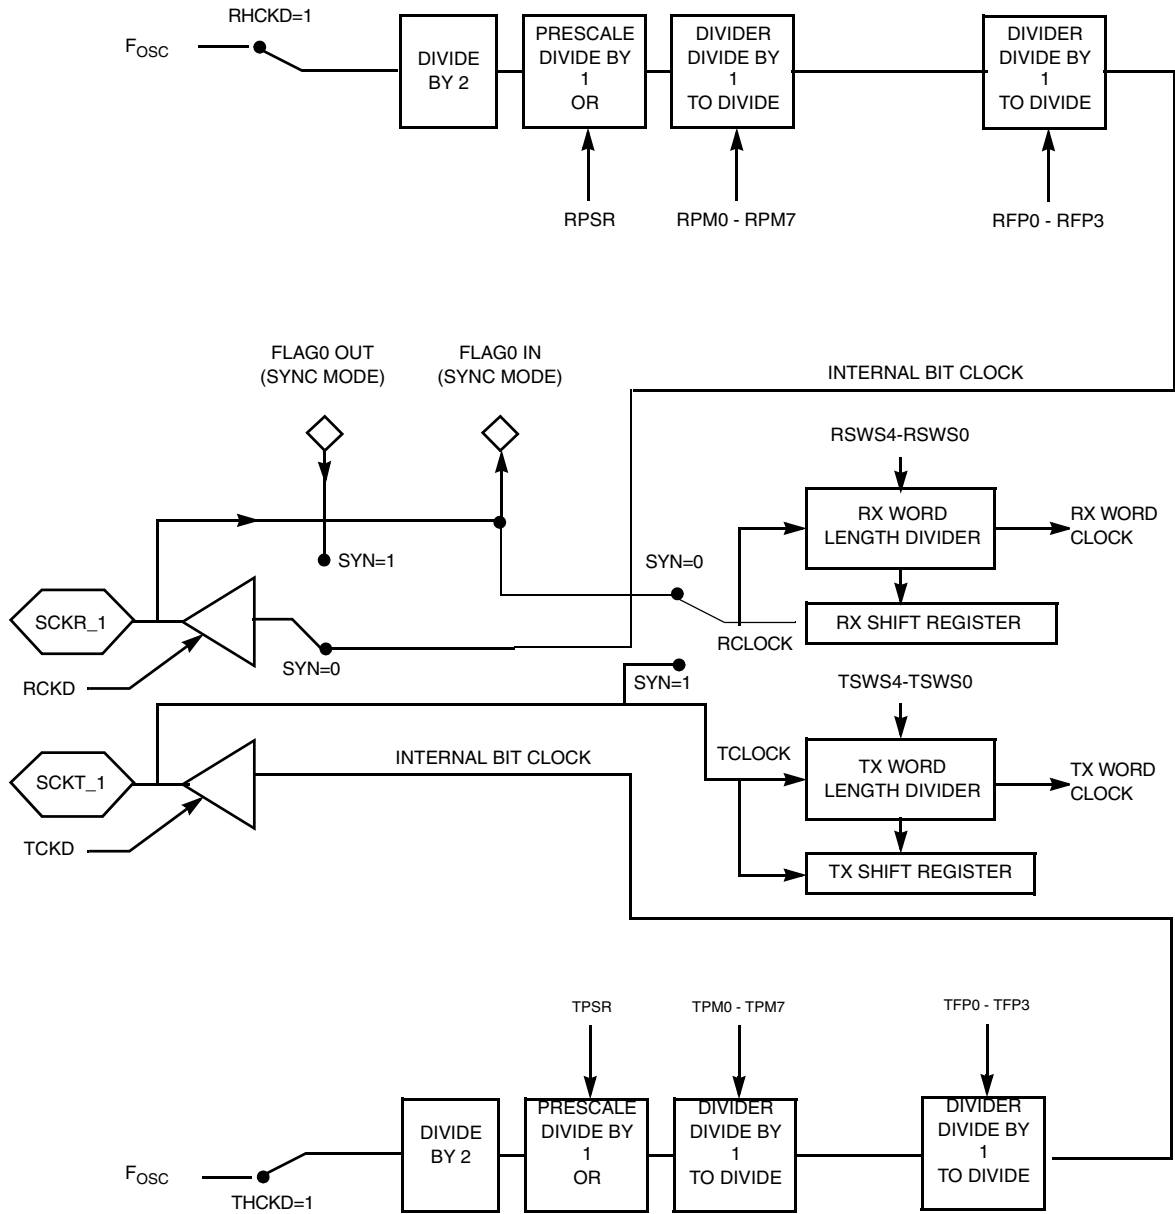 RHCKD=1
FOSC
DIVIDE
BY 2
PRESCALE
DIVIDE BY
1
OR
DIVIDER
DIVIDE BY
1
TO DIVIDE
DIVIDER
DIVIDE BY
1
TO DIVIDE
RPSR
RPM0 - RPM7
RFP0 - RFP3
FLAG0 OUT
(SYNC MODE)
FLAG0 IN
(SYNC MODE)
INTERNAL BIT CLOCK
RSWS4-RSWS0
RX WORD
LENGTH DIVIDER
RX WORD
CLOCK
SYN=1
SYN=0
SCKR_1
RX SHIFT REGISTER
RCLOCK
SYN=0
RCKD
SYN=1
TSWS4-TSWS0
INTERNAL BIT CLOCK
TCLOCK
SCKT_1
TX WORD
LENGTH DIVIDER
TX WORD
CLOCK
TCKD
TX SHIFT REGISTER
TPSR
TPM0 - TPM7
TFP0 - TFP3
DIVIDE
BY 2
PRESCALE
DIVIDE BY
1
OR
DIVIDER
DIVIDE BY
1
TO DIVIDE
DIVIDER
DIVIDE BY
1
TO DIVIDE
FOSC
THCKD=1